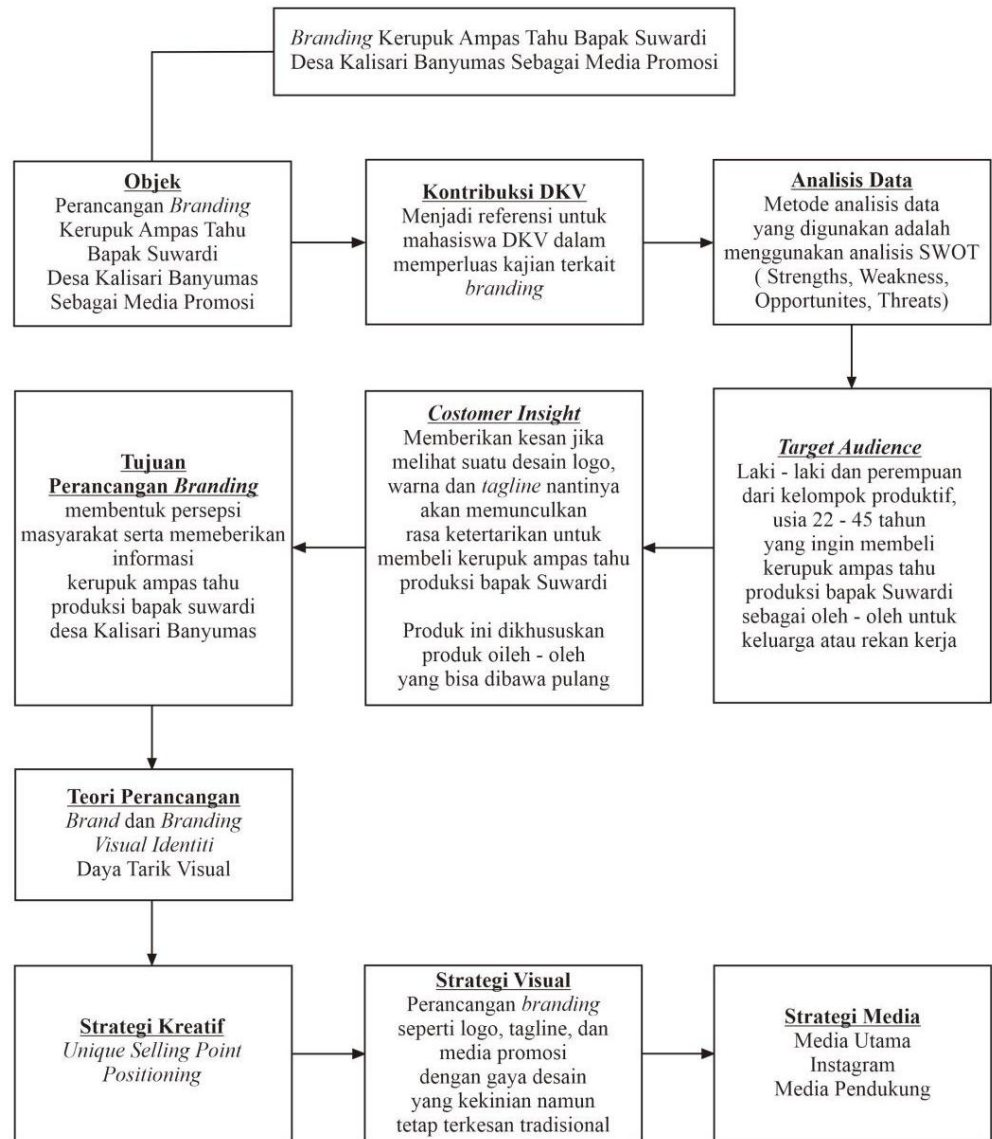 Branding Kerupuk Ampas Tahu Bapak Suwardi
Desa Kalisari Banyumas Sebagai Media Promosi
Objek
Perancangan Branding
Kerupuk Ampas Tahu
Bapak Suwardi
Desa Kalisari Banyumas
Sebagai Media Promosi
Kontribusi DKV
Menjadi referensi untuk
mahasiswa DKV dalam
memperluas kajian terkait
branding
Analisis Data
Metode analisis data
yang digunakan adalah
menggunakan analisis SWOT
( Strengths, Weakness,
Opportunites, Threats)
Target Audience
Laki - laki dan perempuan
dari kelompok produktif,
usia 22 - 45 tahun
yang ingin membeli
kerupuk ampas tahu
produksi bapak Suwardi
sebagai oleh - oleh untuk
keluarga atau rekan kerja
Costomer Insight
Memberikan kesan jika
melihat suatu desain logo,
warna dan tagline nantinya
akan memunculkan
rasa ketertarikan untuk
membeli kerupuk ampas tahu
produksi bapak Suwardi
Produk ini dikhususkan
produk oileh - oleh
yang bisa dibawa pulang
Tujuan
Perancangan Branding
membentuk persepsi
masyarakat serta memeberikan
informasi
kerupuk ampas tahu
produksi bapak suwardi
desa Kalisari Banyumas
Teori Perancangan
Brand dan Branding
Visual Identiti
Daya Tarik Visual
Strategi Kreatif
Unique Selling Point
Positioning
Strategi Visual
Perancangan branding
seperti logo, tagline, dan
media promosi
dengan gaya desain
yang kekinian namun
tetap terkesan tradisional
Strategi Media
Media Utama
Instagram
Media Pendukung